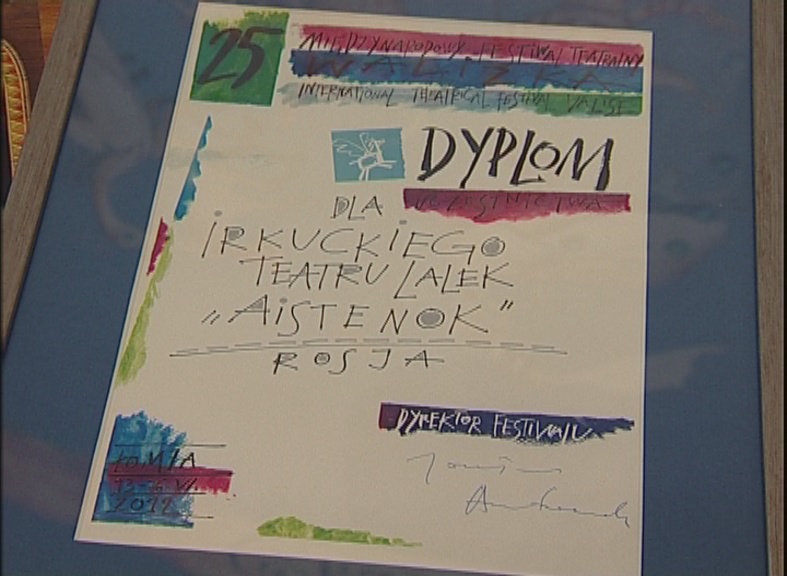 25
MIĘDZYNARODOWY FESTIWAL TEATRALNY
WALIZKA
INTERNATIONAL THEATRICAL FESTIVAL VALISE
DYPLOM
UCZESTNICTWA
DLA
IRKUCKIEGO
TEATRU LALEK
„AISTENOK”
ROSJA
DYREKTOR FESTIWALU
ŁOMŻA
2012